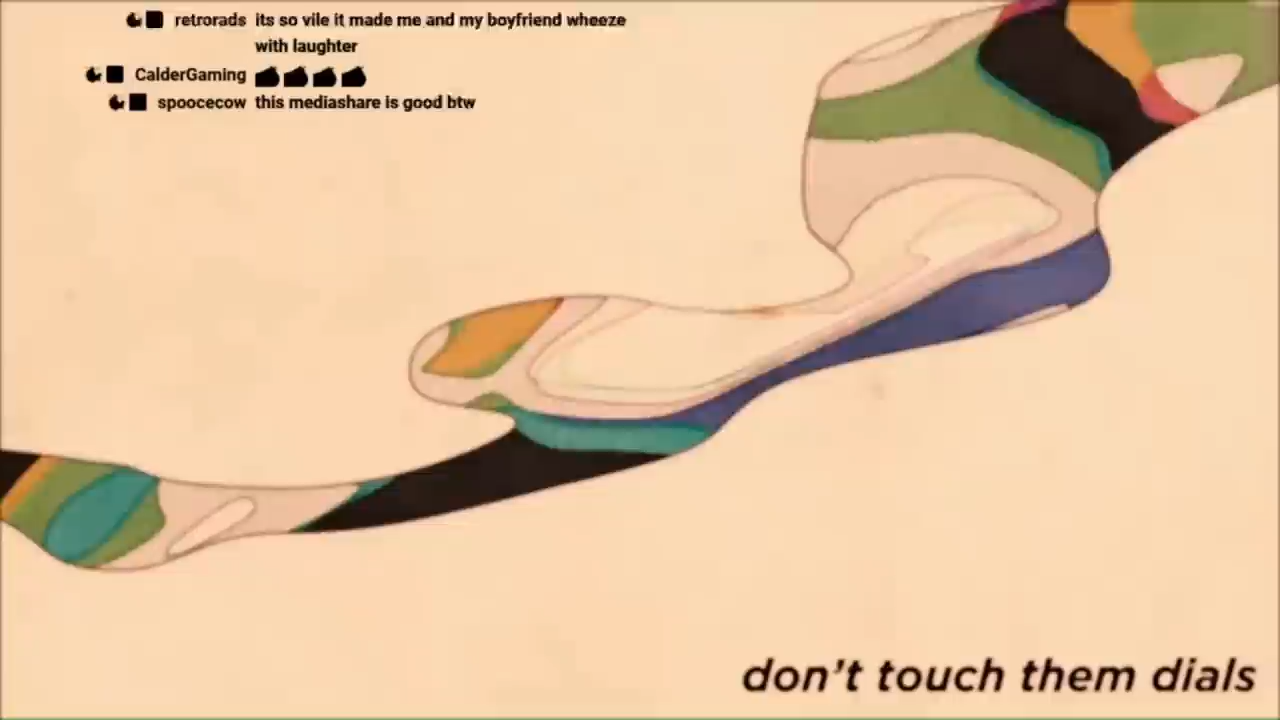 retrorads its so vile it made me and my boyfriend wheeze
with laughter
CalderGaming
spoocecow this mediashare is good btw
don't touch them dials